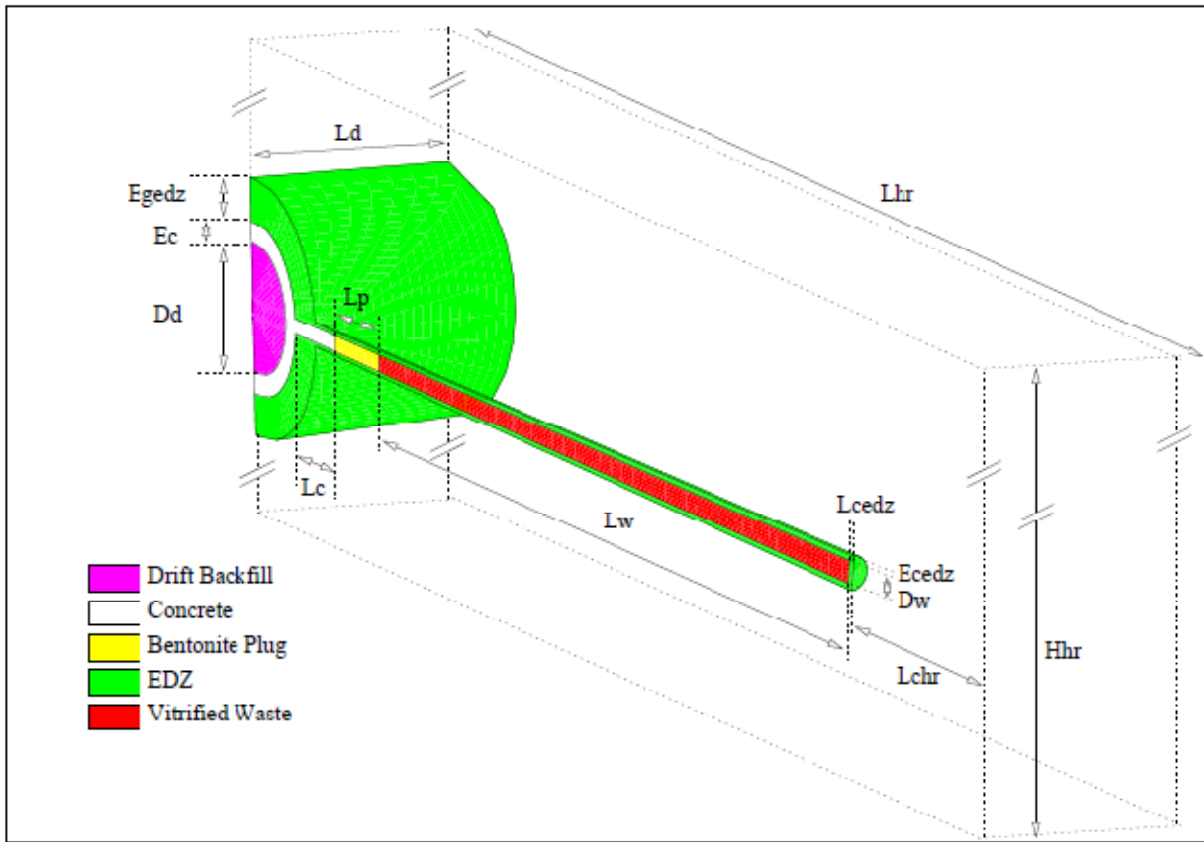 Ld
Lhr
Egedz
Ec
Lp
Dd
Lc
Lw
Lcedz
Ecedz
Dw
Lchr
Hhr
Drift Backfill
Concrete
Bentonite Plug
EDZ
Vitrified Waste